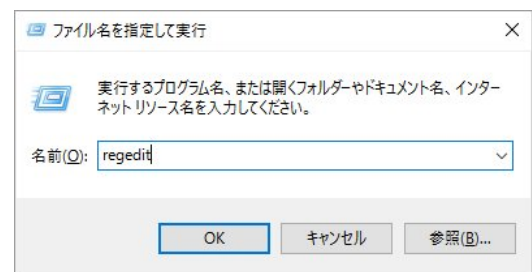 ファイル名を指定して実行
実行するプログラム名、または開くフォルダーやドキュメント名、インター
ネット リソース名を入力してください。
名前(O): regedit
OK キャンセル 参照(B)...